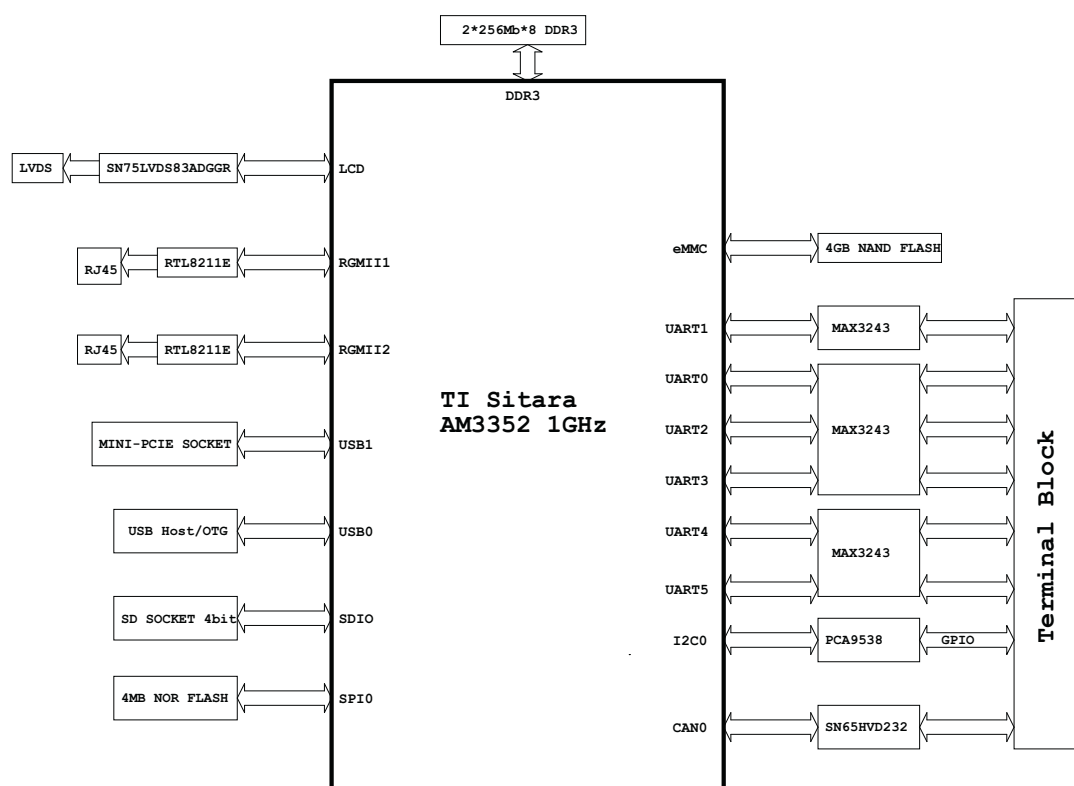 2*256Mb*8 DDR3
DDR3
LVDS
SN75LVDS83ADGGR
LCD
RJ45
RTL8211E
RGMII1
RJ45
RTL8211E
RGMII2
MINI-PCIE SOCKET
USB1
USB Host/OTG
USB0
SD SOCKET 4bit
SDIO
4MB NOR FLASH
SPI0
TI Sitara
AM3352 1GHz
eMMC
4GB NAND FLASH
UART1
MAX3243
UART0
UART2
MAX3243
UART3
UART4
MAX3243
UART5
I2C0
PCA9538
GPIO
CAN0
SN65HVD232
Terminal Block